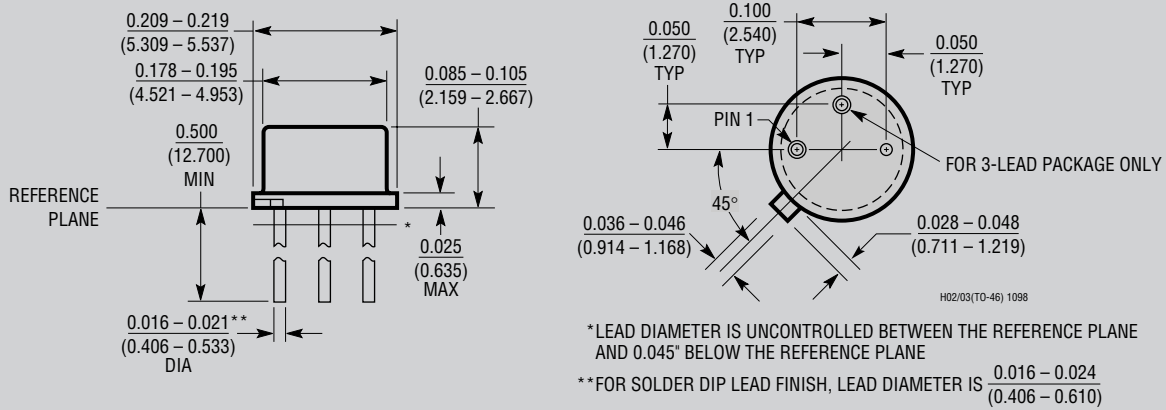 0.209 – 0.219
(5.309 – 5.537)
0.178 – 0.195
(4.521 – 4.953)
0.085 – 0.105
(2.159 – 2.667)
0.500
(12.700)
MIN
REFERENCE
PLANE
*
0.025
(0.635)
MAX
0.016 – 0.021**
(0.406 – 0.533)
DIA
0.050
(1.270)
TYP
0.100
(2.540)
TYP
0.050
(1.270)
TYP
PIN 1
FOR 3-LEAD PACKAGE ONLY
45°
0.036 – 0.046
(0.914 – 1.168)
0.028 – 0.048
(0.711 – 1.219)
H02/03(TO-46) 1098
*LEAD DIAMETER IS UNCONTROLLED BETWEEN THE REFERENCE PLANE
AND 0.045" BELOW THE REFERENCE PLANE
**FOR SOLDER DIP LEAD FINISH, LEAD DIAMETER IS 0.016 – 0.024
(0.406 – 0.610)